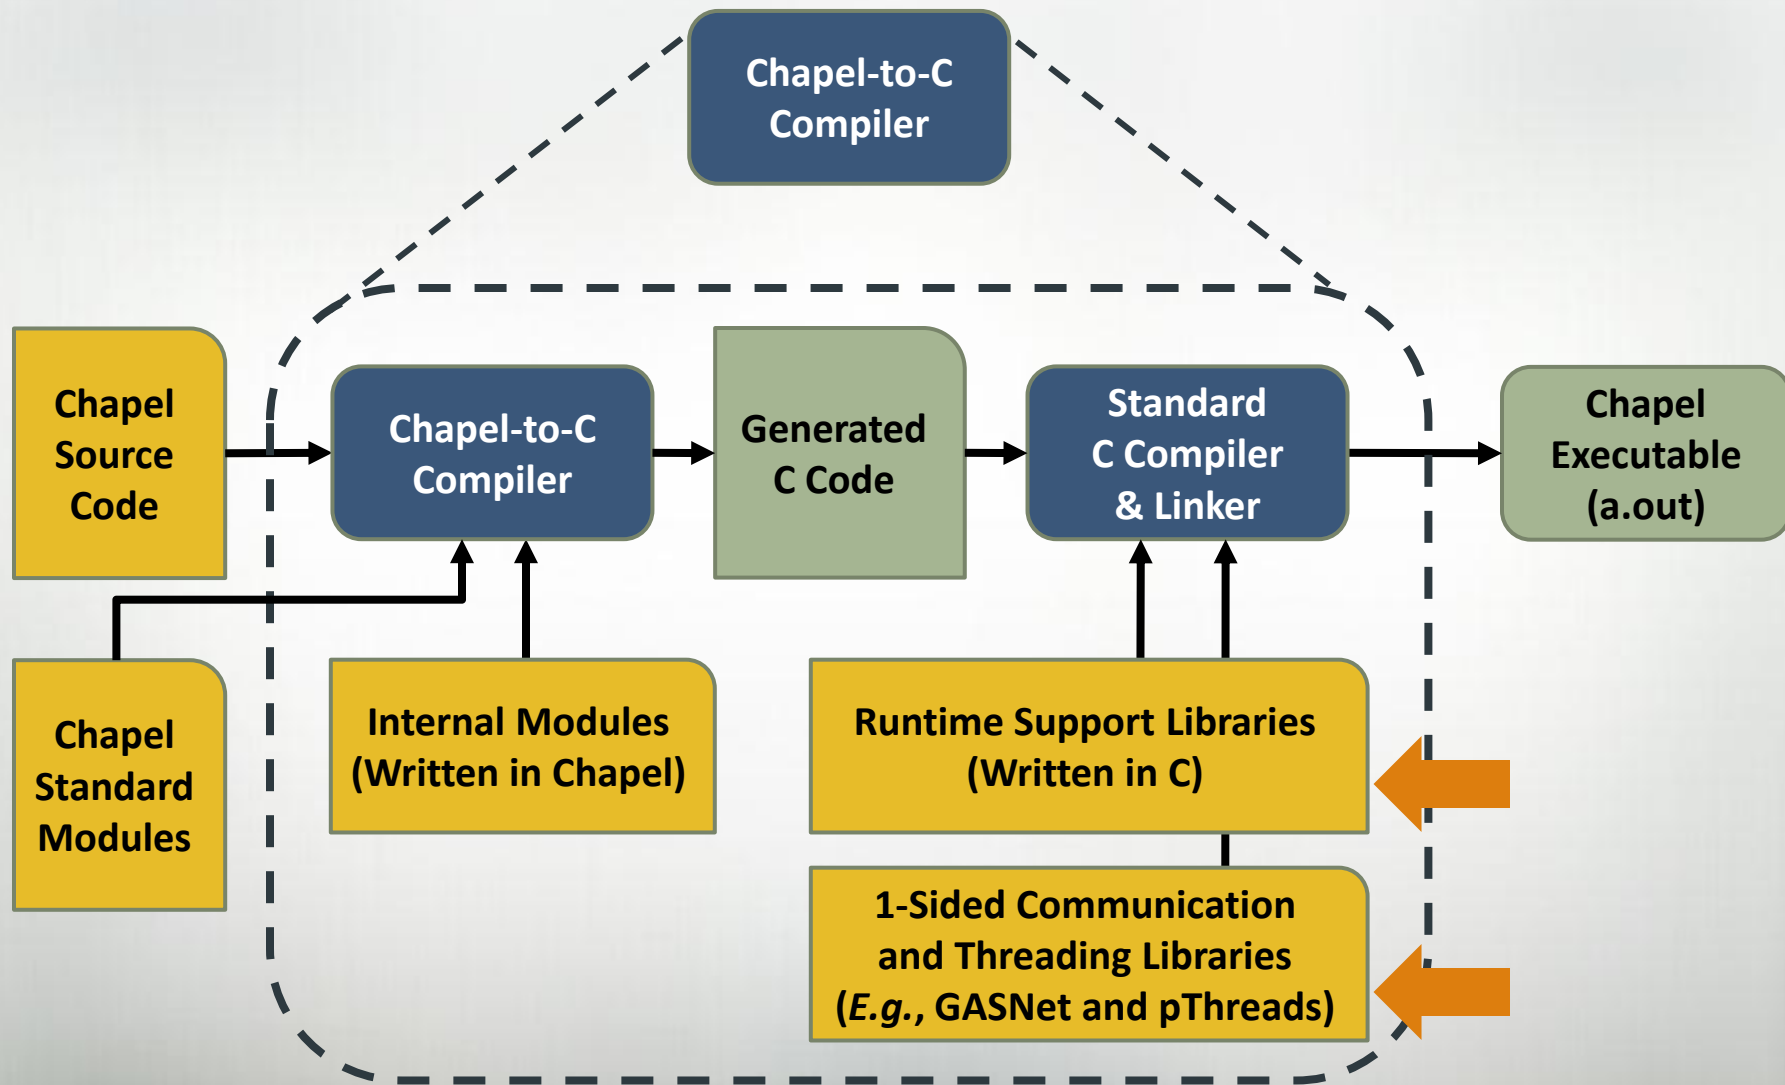 Chapel-to-C
Compiler
Chapel
Source
Code
Chapel-to-C
Compiler
Generated
C Code
Standard
C Compiler
& Linker
Chapel
Executable
(a.out)
Chapel
Standard
Modules
Internal Modules
(Written in Chapel)
Runtime Support Libraries
(Written in C)
1-Sided Communication
and Threading Libraries
(E.g., GASNet and pThreads)